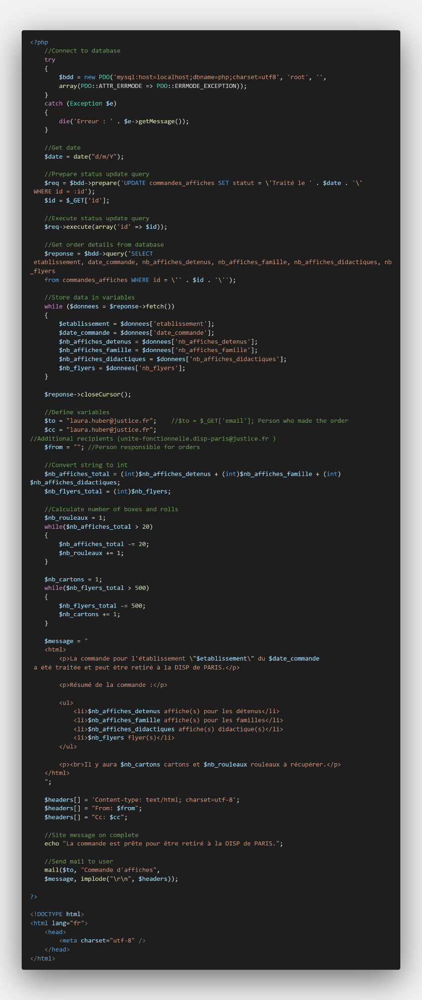 <?php
    //Connect to database
    try
    {
        $bdd = new PDO('mysql:host=localhost;dbname=php;charset=utf8', 'root', '',
        array(PDO::ATTR_ERRMODE => PDO::ERRMODE_EXCEPTION));
    }
    catch (Exception $e)
    {
        die('Erreur : ' . $e->getMessage());
    }

    //Get date
    $date = date("d/m/Y");

    //Prepare status update query
    $req = $bdd->prepare('UPDATE commandes_affiches SET statut = \'Traité le ' . $date . '\'
 WHERE id = :id');
    $id = $_GET['id'];

    //Execute status update query
    $req->execute(array('id' => $id));

    //Get order details from database
    $reponse = $bdd->query('SELECT
 etablissement, date_commande, nb_affiches_detenus, nb_affiches_famille, nb_affiches_didactiques, nb
_flyers
    from commandes_affiches WHERE id = \'' . $id . '\'');

    //Store data in variables
    while ($donnees = $reponse->fetch())
    {
        $etablissement = $donnees['etablissement'];
        $date_commande = $donnees['date_commande'];
        $nb_affiches_detenus = $donnees['nb_affiches_detenus'];
        $nb_affiches_famille = $donnees['nb_affiches_famille'];
        $nb_affiches_didactiques = $donnees['nb_affiches_didactiques'];
        $nb_flyers = $donnees['nb_flyers'];
    }

    $reponse->closeCursor();

    //Define variables
    $to = "laura.huber@justice.fr";    //$to = $_GET['email']; Person who made the order
    $cc = "laura.huber@justice.fr";
//Additional recipients (unite-fonctionnelle.disp-paris@justice.fr )
    $from = ""; //Person responsible for orders

    //Convert string to int
    $nb_affiches_total = (int)$nb_affiches_detenus + (int)$nb_affiches_famille + (int)
$nb_affiches_didactiques;
    $nb_flyers_total = (int)$nb_flyers;

    //Calculate number of boxes and rolls
    $nb_rouleaux = 1;
    while($nb_affiches_total > 20)
    {
        $nb_affiches_total -= 20;
        $nb_rouleaux += 1;
    }

    $nb_cartons = 1;
    while($nb_flyers_total > 500)
    {
        $nb_flyers_total -= 500;
        $nb_cartons += 1;
    }

    $message = "
    <html>
        <p>La commande pour l'établissement \"$etablissement\" du $date_commande
 a été traitée et peut être retiré à la DISP de PARIS.</p>

        <p>Résumé de la commande :</p>

        <ul>
            <li>$nb_affiches_detenus affiche(s) pour les détenus</li>
            <li>$nb_affiches_famille affiche(s) pour les familles</li>
            <li>$nb_affiches_didactiques affiche(s) didactique(s)</li>
            <li>$nb_flyers flyer(s)</li>
        </ul>

        <p><br>Il y aura $nb_cartons cartons et $nb_rouleaux rouleaux à récupérer.</p>
    </html>
    ";

    $headers[] = 'Content-type: text/html; charset=utf-8';
    $headers[] = "From: $from";
    $headers[] = "Cc: $cc";

    //Site message on complete
    echo "La commande est prête pour être retiré à la DISP de PARIS.";

    //Send mail to user
    mail($to, "Commande d'affiches",
    $message, implode("\r\n", $headers));

?>

<!DOCTYPE html>
<html lang="fr">
    <head>
        <meta charset="utf-8" />
    </head>
</html>